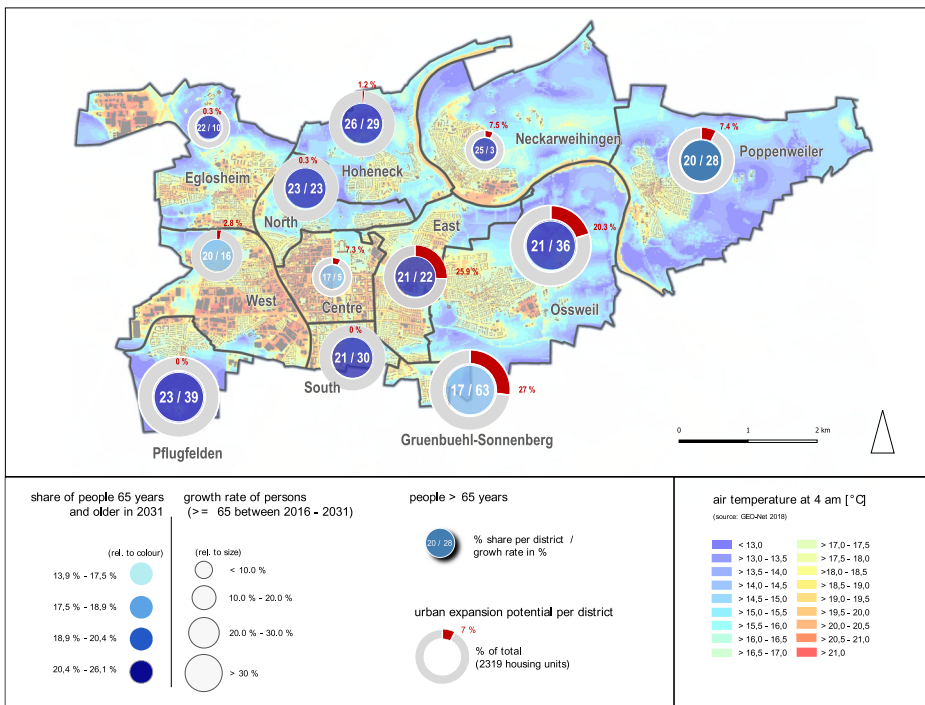 1.2 %
0.3 %
22 / 10
26 / 29
7.5 %
25 / 3
Neckarweihingen
7.4 %
20 / 28
Poppenweiler
Eglosheim
0.3 %
Hoheneck
23 / 23
North
2.8 %
20 / 16
West
7.3 %
17 / 5
Centre
East
21 / 22
25.9 %
21 / 36
20.3 %
Ossweil
0 %
21 / 30
South
0 %
23 / 39
Pflugfelden
17 / 63
27 %
Gruenbuehl-Sonnenberg
0 1 2 km
share of people 65 years
and older in 2031
(rel. to colour)
13,9 % - 17,5 %
17,5 % - 18,9 %
18,9 % - 20,4 %
20,4 % - 26,1 %
growth rate of persons
(>= 65 between 2016 - 2031)
(rel. to size)
< 10.0 %
10.0 % - 20.0 %
20.0 % - 30.0 %
> 30 %
people > 65 years
20 / 28
% share per district /
growth rate in %
urban expansion potential per district
7 %
% of total
(2319 housing units)
air temperature at 4 am [°C]
(source: GEO-Net 2018)
< 13,0
> 13,0 - 13,5
> 13,5 - 14,0
> 14,0 - 14,5
> 14,5 - 15,0
> 15,0 - 15,5
> 15,5 - 16,0
> 16,0 - 16,5
> 16,5 - 17,0
> 17,0 - 17,5
> 17,5 - 18,0
>18,0 - 18,5
> 18,5 - 19,0
> 19,0 - 19,5
> 19,5 - 20,0
> 20,0 - 20,5
> 20,5 - 21,0
> 21,0